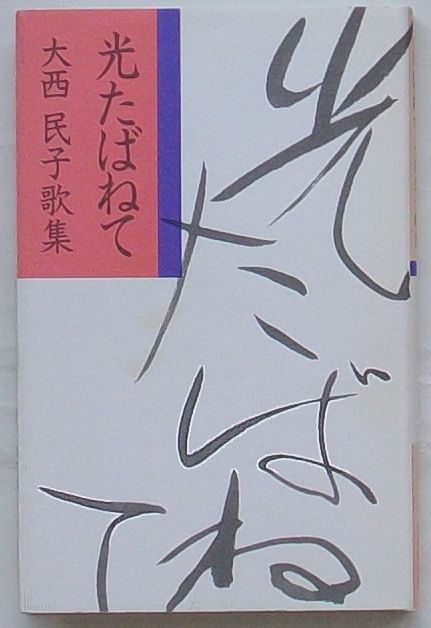 光たばねて
大西 民子歌集
光たばね
て